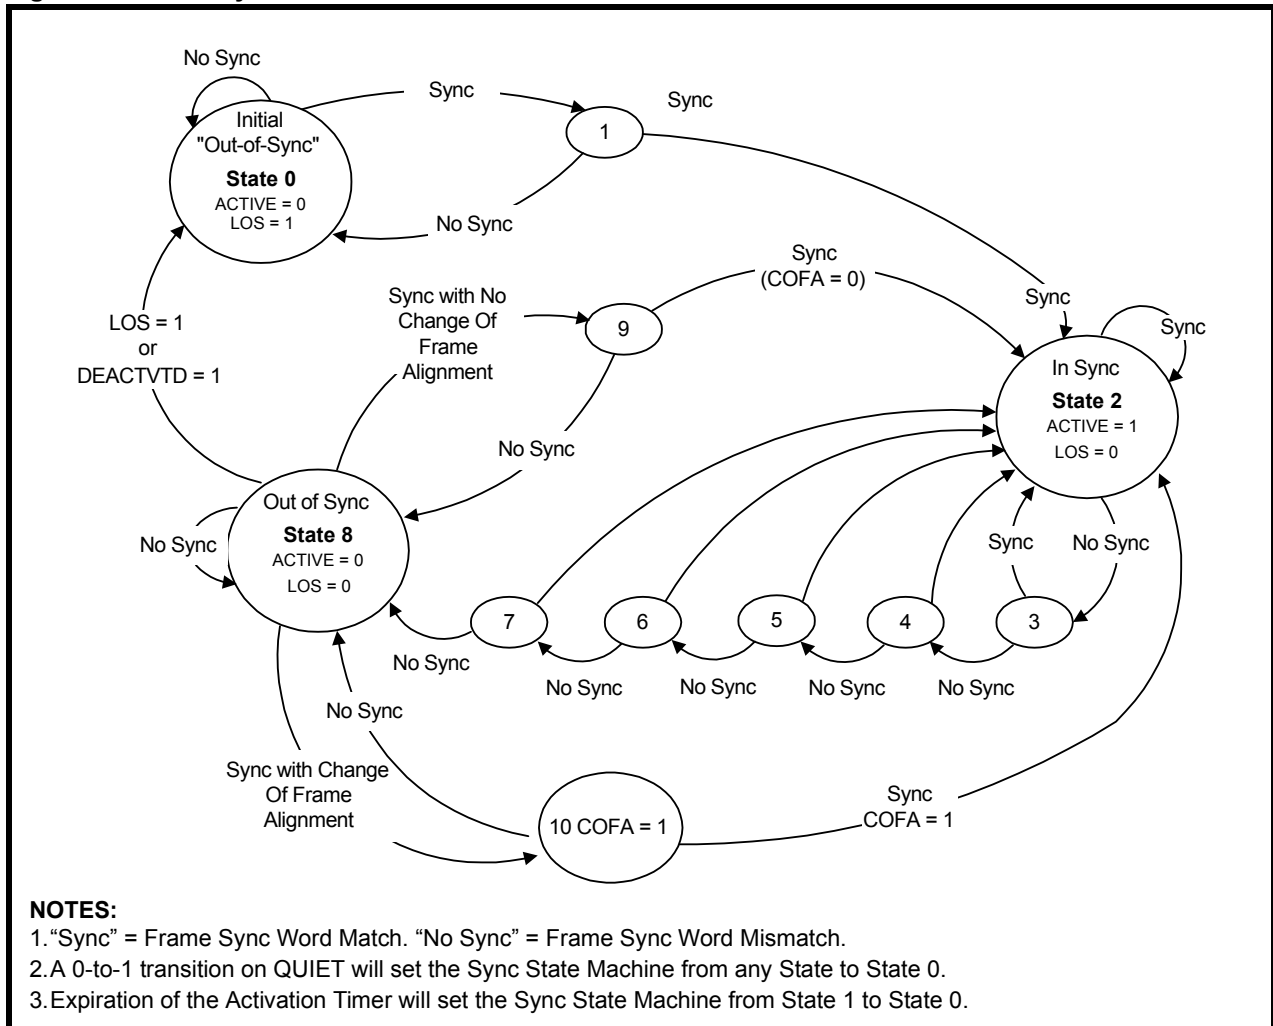 No Sync
Sync
Sync
Initial
"Out-of-Sync"
State 0
ACTIVE = 0
LOS = 1
1
No Sync
Sync
(COFA = 0)
Sync with No
Change Of
Frame
Alignment
9
Sync
Sync
LOS = 1
or
DEACTVTD = 1
In Sync
State 2
ACTIVE = 1
LOS = 0
No Sync
Out of Sync
State 8
ACTIVE = 0
LOS = 0
No Sync
Sync
No Sync
7
6
5
4
3
No Sync
No Sync
No Sync
No Sync
No Sync
No Sync
Sync with Change
Of Frame
Alignment
10 COFA = 1
Sync
COFA = 1
NOTES:
1.“Sync” = Frame Sync Word Match. “No Sync” = Frame Sync Word Mismatch.
2.A 0-to-1 transition on QUIET will set the Sync State Machine from any State to State 0.
3.Expiration of the Activation Timer will set the Sync State Machine from State 1 to State 0.